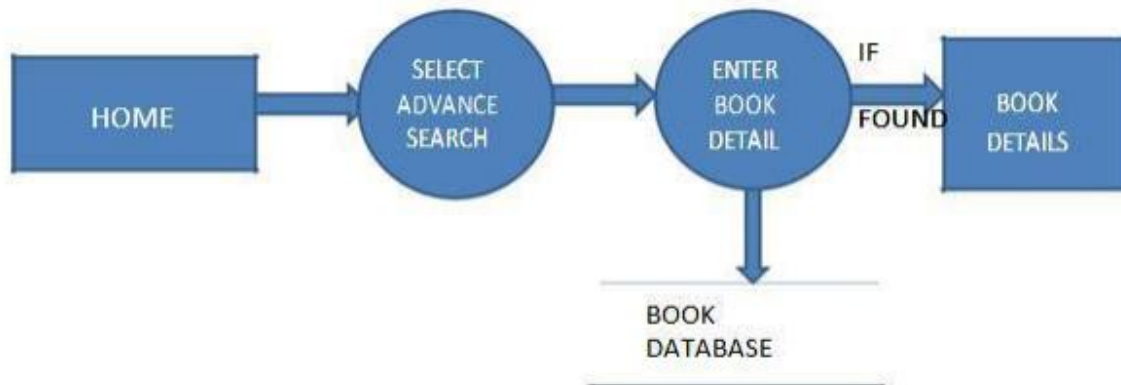 HOME
SELECT
ADVANCE
SEARCH
ENTER
BOOK
DETAIL
IF
FOUND
BOOK
DETAILS
BOOK
DATABASE